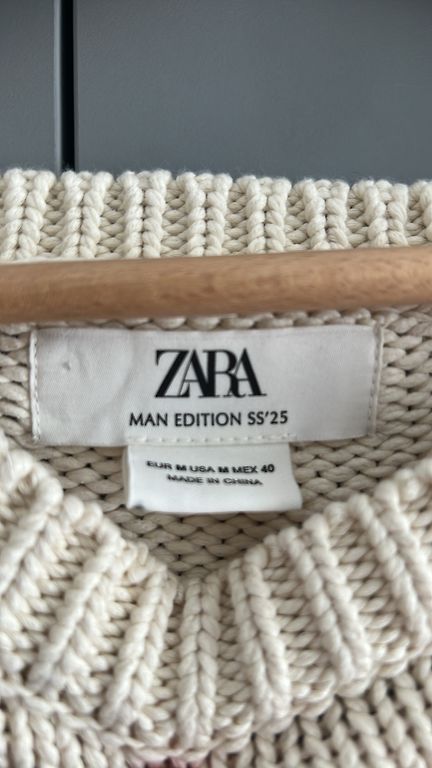 ZARA
MAN EDITION SS'25
EUR M USA M MEX 40
MADE IN CHINA